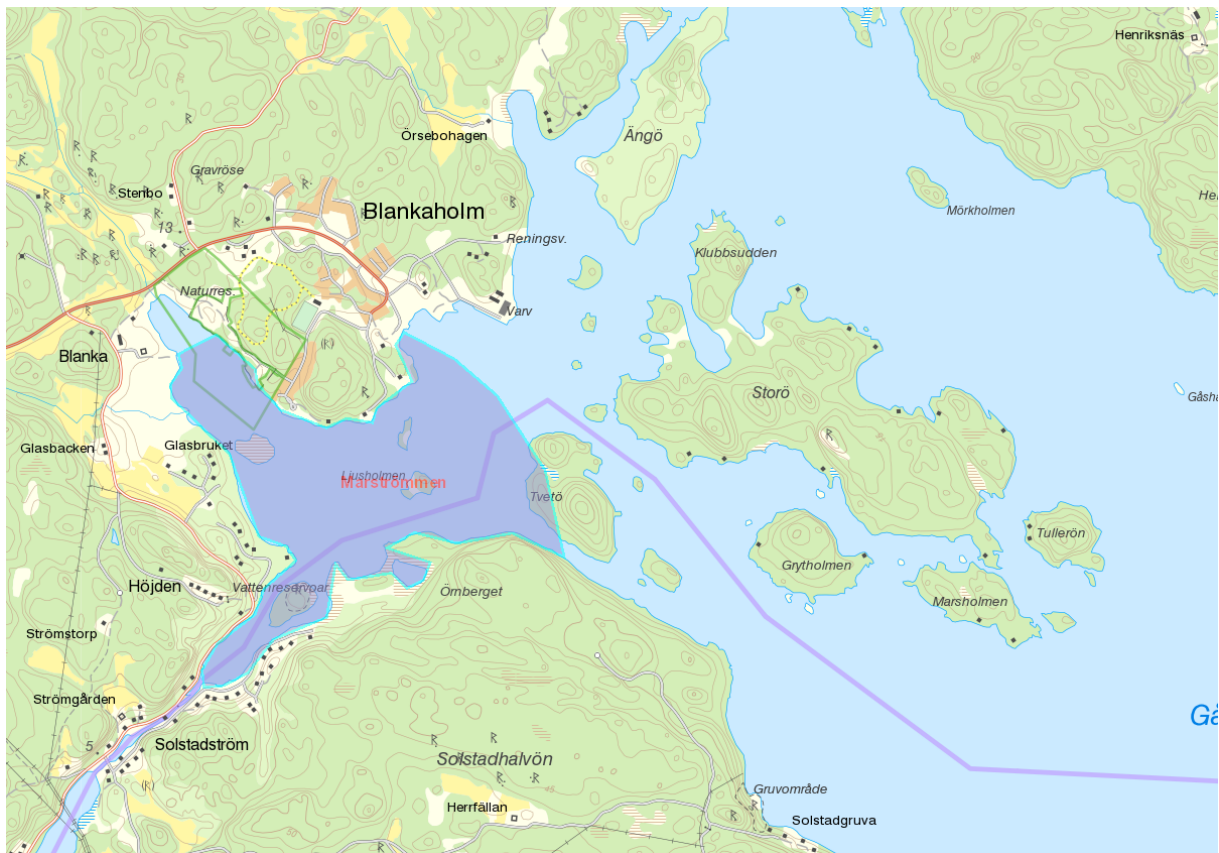 Henriksnäs
Örsebohagen
Ängö
Gravröse
Stenbo
Blankaholm
Mörkholmen
13
Reningsv.
Klubbsudden
Naturres.
Varv
Blanka
(K)
Storö
Glasbacken
Glasbruket
Ljusholmen
Marströmmen
Tvetö
Tullerön
Grytholmen
Höjden
Vattenreservoar
Örnberget
Marsholmen
Strömstorp
Strömgården
Solstadström
5
Solstadhalvön
(K)
Gruvområde
Herrfällan
Solstadgruva